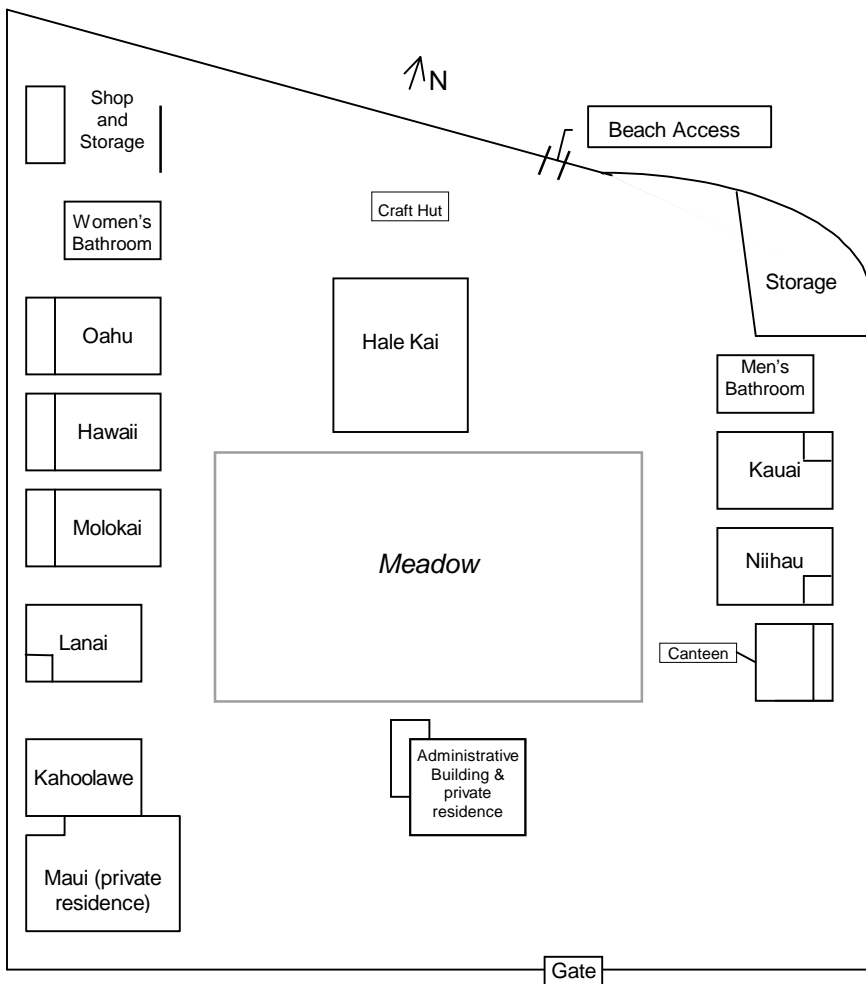 N
Shop
and
Storage
Beach Access
Craft Hut
Women's
Bathroom
Storage
Oahu
Hale Kai
Men's
Bathroom
Hawaii
Kauai
Molokai
Meadow
Niihau
Lanai
Canteen
Kahoolawe
Administrative
Building &
private
residence
Maui (private
residence)
Gate